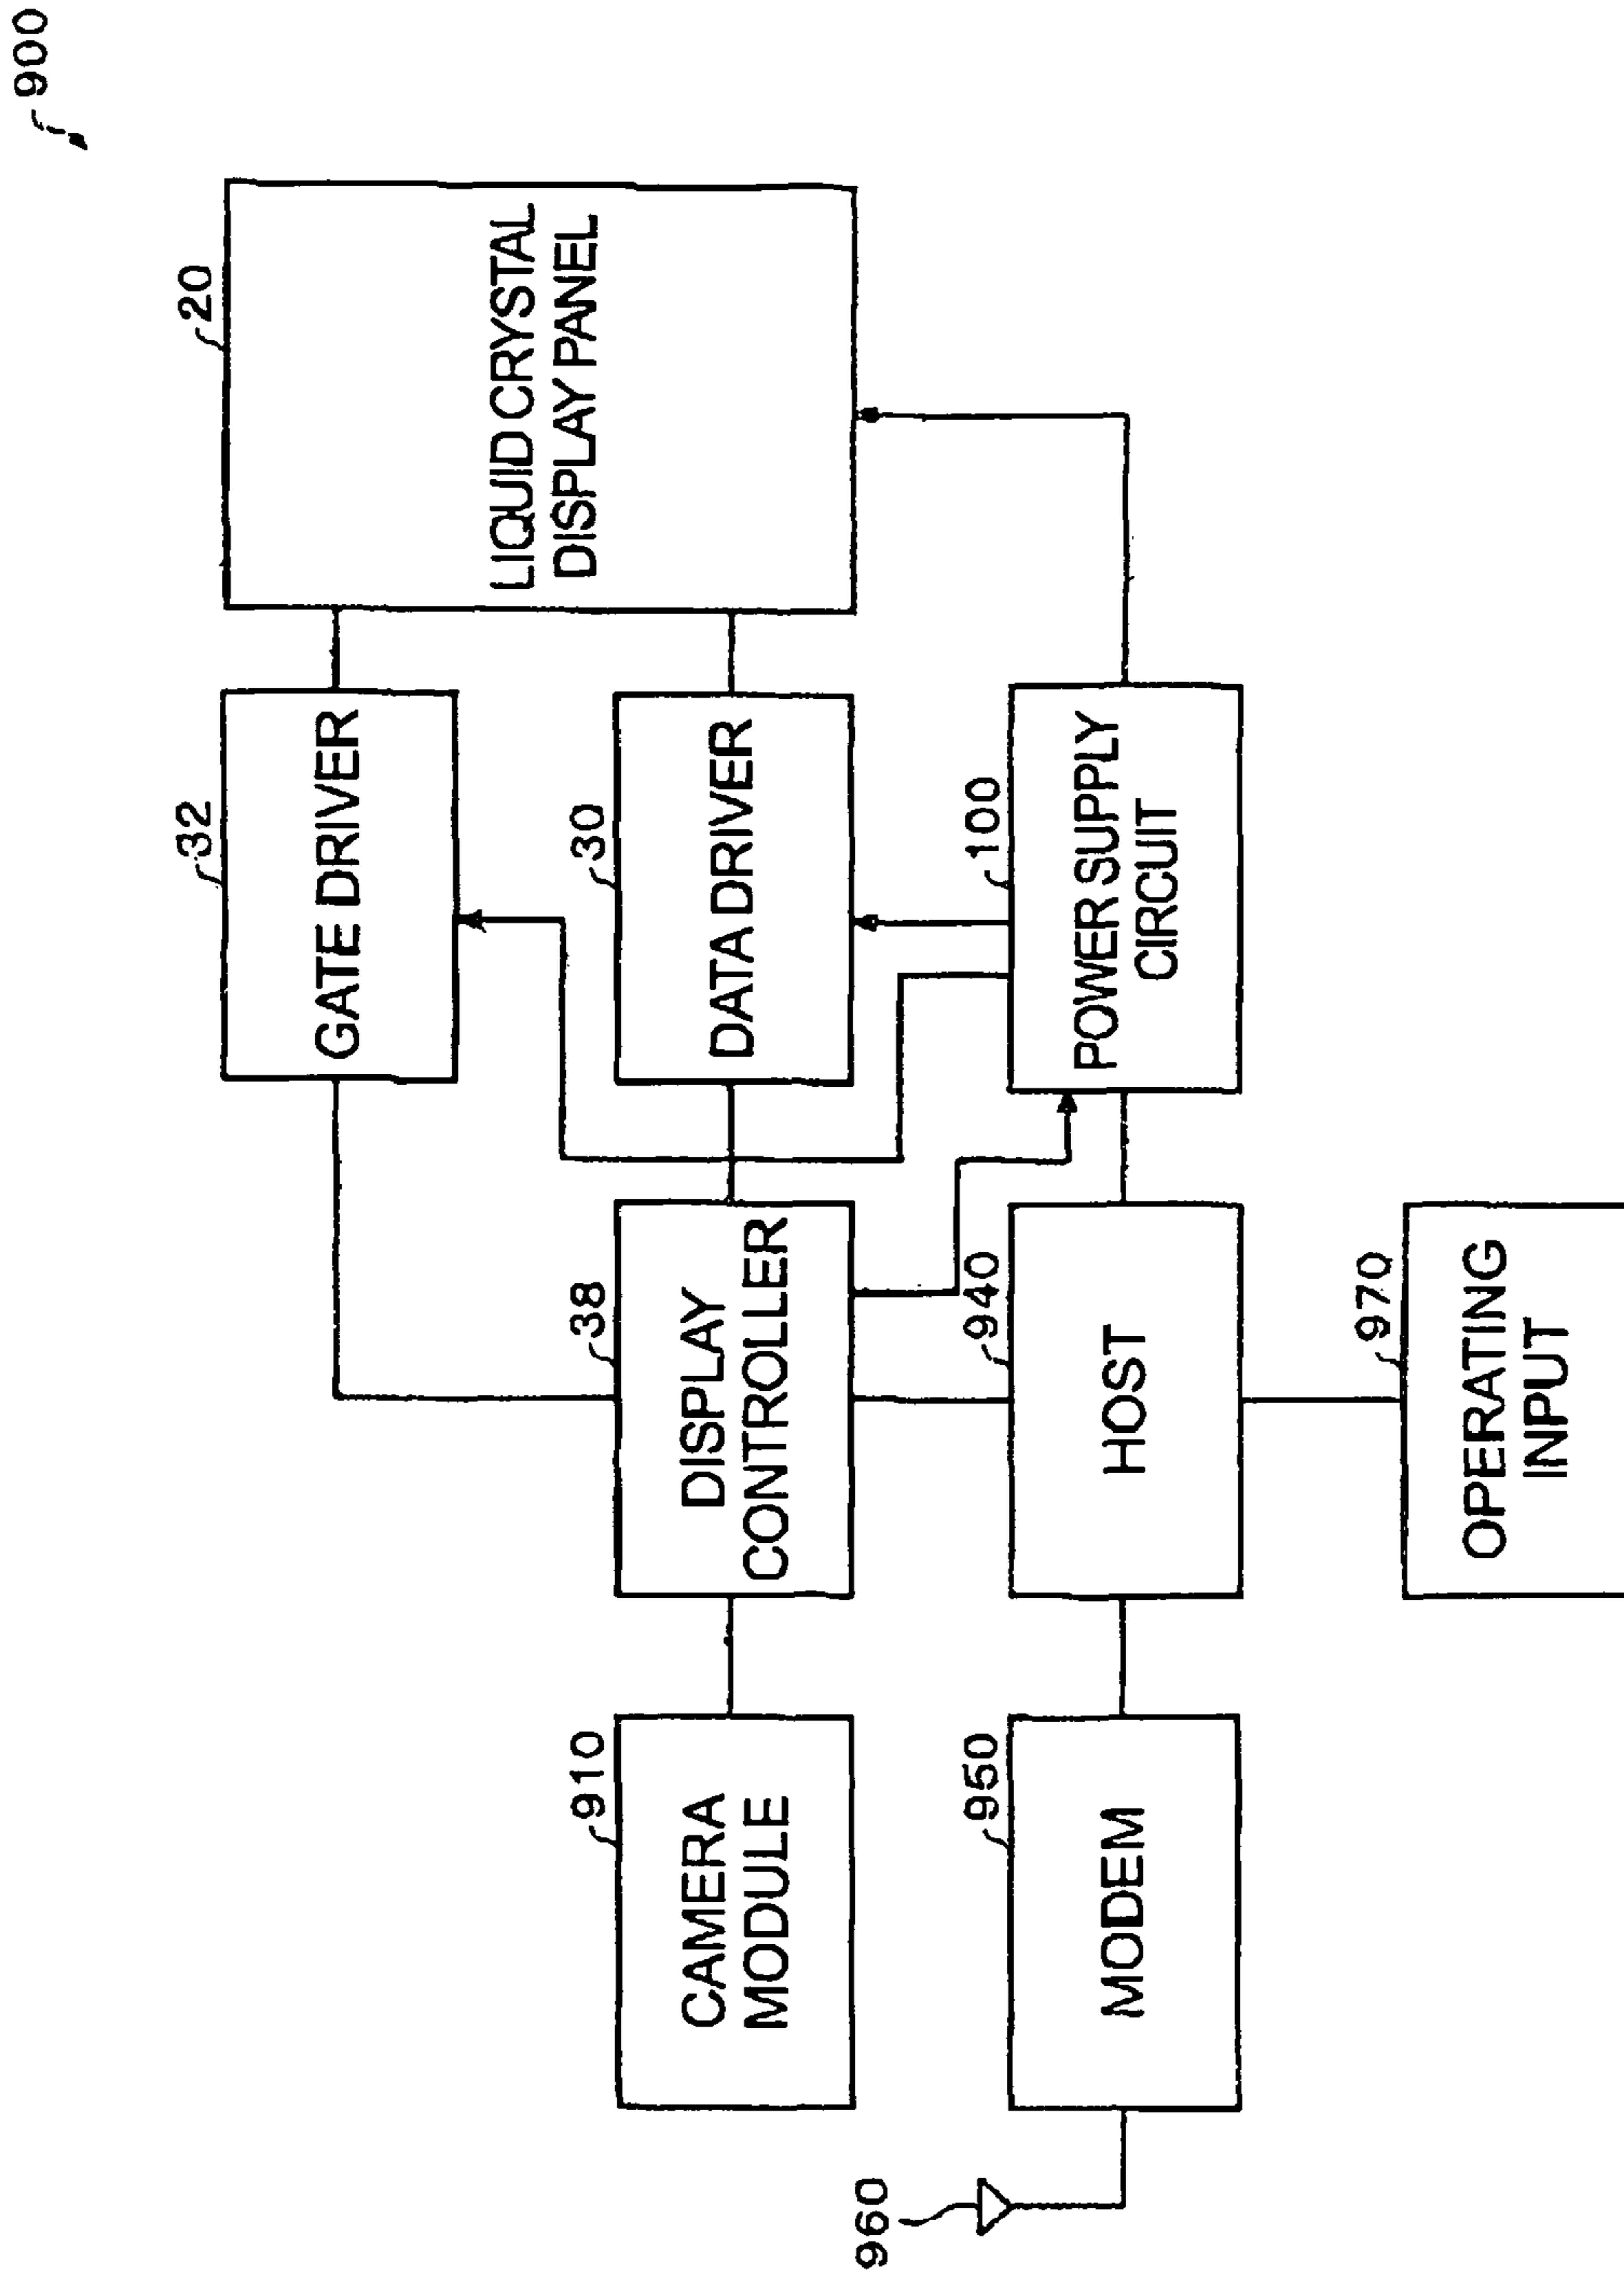 900
20
LIQUID CRYSTAL
DISPLAY PANEL
32
GATE DRIVER
30
DATA DRIVER
100
POWER SUPPLY
CIRCUIT
38
DISPLAY
CONTROLLER
940
HOST
970
OPERATING
INPUT
910
CAMERA
MODULE
950
MODEM
960